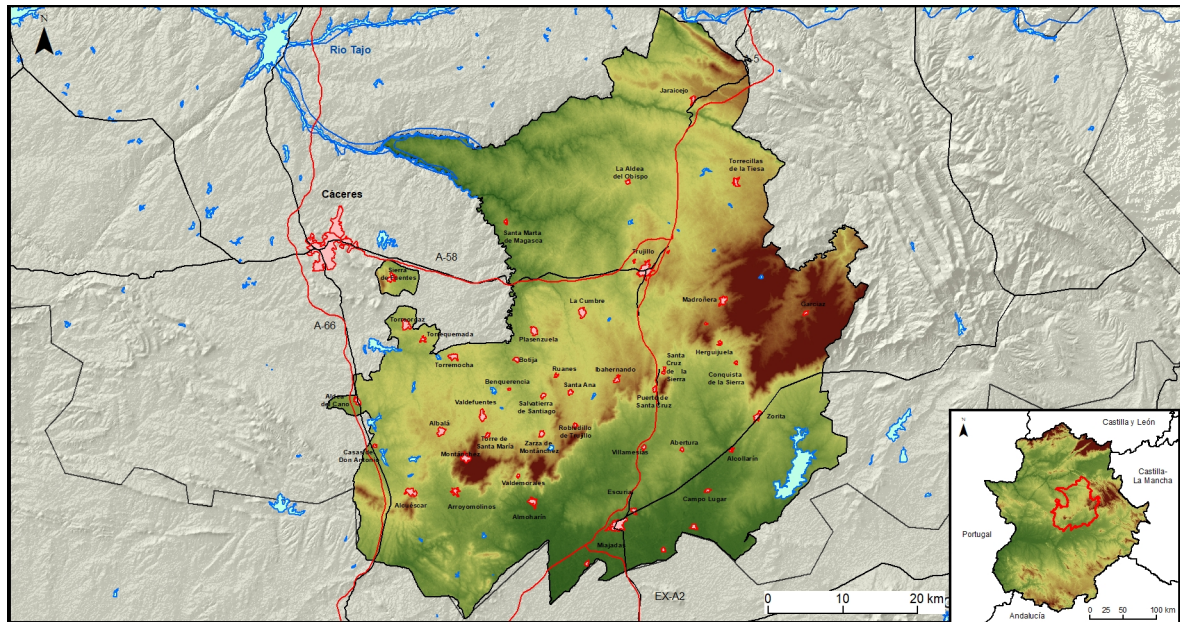 N
Rio Tajo
5
Jaraicejo
La Aldea
del Obispo
Torrecillas
de la Tiesa
Cáceres
Santa Marta
de Magasca
A-58
Trujillo
Sierra
de Fuentes
La Cumbre
Madroñera
Garciaz
A-66
Torreorgaz
Torrequemada
Plasenzuela
Herguijuela
Torremocha
Botija
Ruanes
Ibahernando
Santa
Cruz
de la
Sierra
Conquista
de la Sierra
Benquerencia
Santa Ana
Aldea
del Cano
Valdefuentes
Salvatierra
de Santiago
Puerto de
Santa Cruz
Zorita
Albalá
Torre de
Santa María
Robledillo
de Trujillo
Zarza de
Montánchez
Abertura
Casas de
Don Antonio
Montánchez
Villamesías
Alcollarín
Valdemorales
Escurial
Campo Lugar
Alcuéscar
Arroyomolinos
Almoharín
Miajadas
EX-A2
0 10 20 km
N
Castilla y León
Castilla-
La Mancha
Portugal
Andalucía
0 25 50 100 km